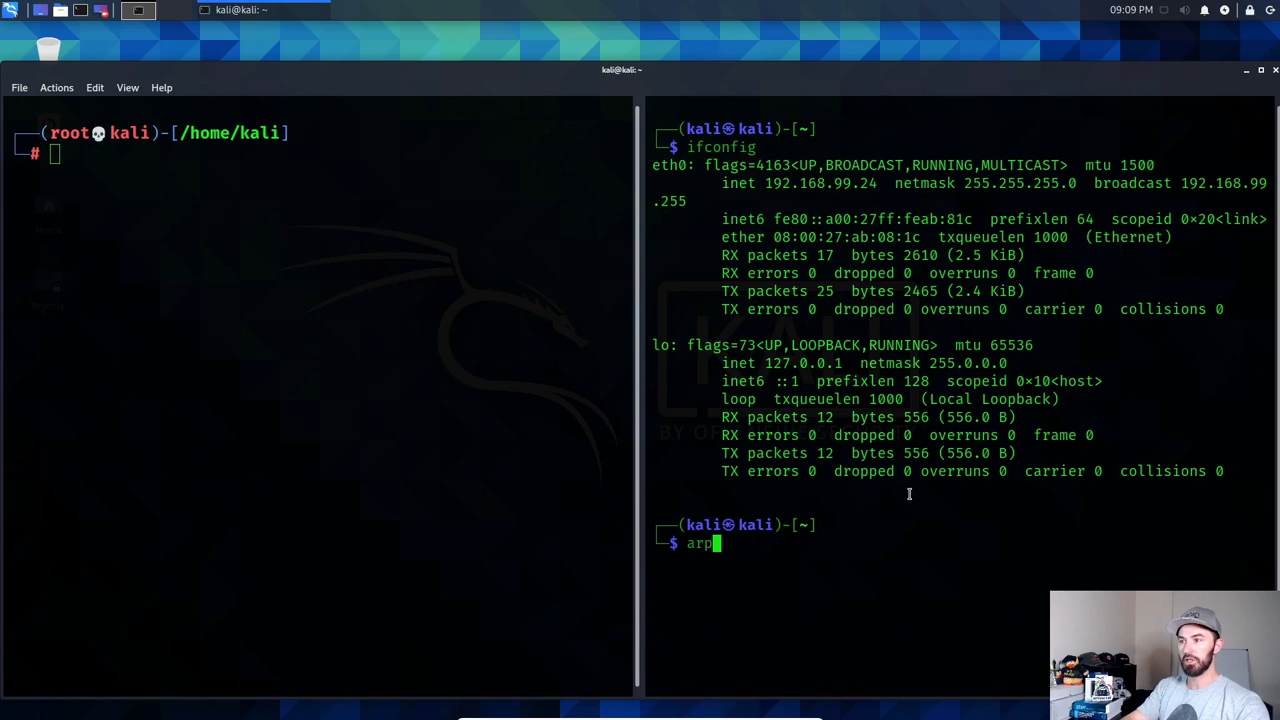 kali@kali: ~
09:09 PM
kali@kali: ~
File Actions Edit View Help
┌──(root💀kali)-[/home/kali]
└─#
┌──(kali㉿kali)-[~]
└─$ ifconfig
eth0: flags=4163<UP,BROADCAST,RUNNING,MULTICAST>  mtu 1500
        inet 192.168.99.24  netmask 255.255.255.0  broadcast 192.168.99
.255
        inet6 fe80::a00:27ff:feab:81c  prefixlen 64  scopeid 0×20<link>
        ether 08:00:27:ab:08:1c  txqueuelen 1000  (Ethernet)
        RX packets 17  bytes 2610 (2.5 KiB)
        RX errors 0  dropped 0  overruns 0  frame 0
        TX packets 25  bytes 2465 (2.4 KiB)
        TX errors 0  dropped 0 overruns 0  carrier 0  collisions 0
lo: flags=73<UP,LOOPBACK,RUNNING>  mtu 65536
        inet 127.0.0.1  netmask 255.0.0.0
        inet6 ::1  prefixlen 128  scopeid 0×10<host>
        loop  txqueuelen 1000  (Local Loopback)
        RX packets 12  bytes 556 (556.0 B)
        RX errors 0  dropped 0  overruns 0  frame 0
        TX packets 12  bytes 556 (556.0 B)
        TX errors 0  dropped 0 overruns 0  carrier 0  collisions 0
┌──(kali㉿kali)-[~]
└─$ arp